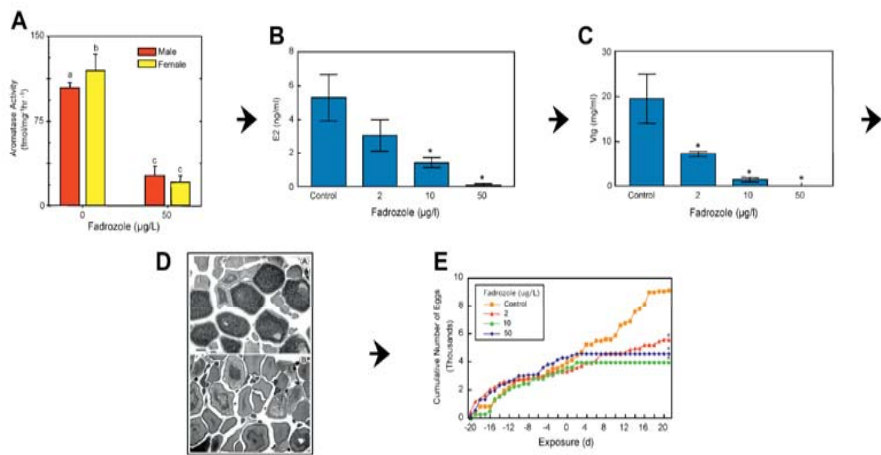 A
150
75
0
Aromatase Activity
(fmol/mg⁻¹hr⁻¹)
Male
Female
a
b
c
c
0
50
Fadrozole (µg/L)
B
8
6
4
2
0
E2 (ng/ml)
*
*
Control
2
10
50
Fadrozole (µg/l)
C
30
20
10
0
Vtg (mg/ml)
*
*
*
Control
2
10
50
Fadrozole (µg/l)
D
A
B
E
10
8
6
4
2
0
Cumulative Number of Eggs
(Thousands)
Fadrozole (ug/L)
Control
2
10
50
-20
-16
-12
-8
-4
0
4
8
12
16
20
Exposure (d)